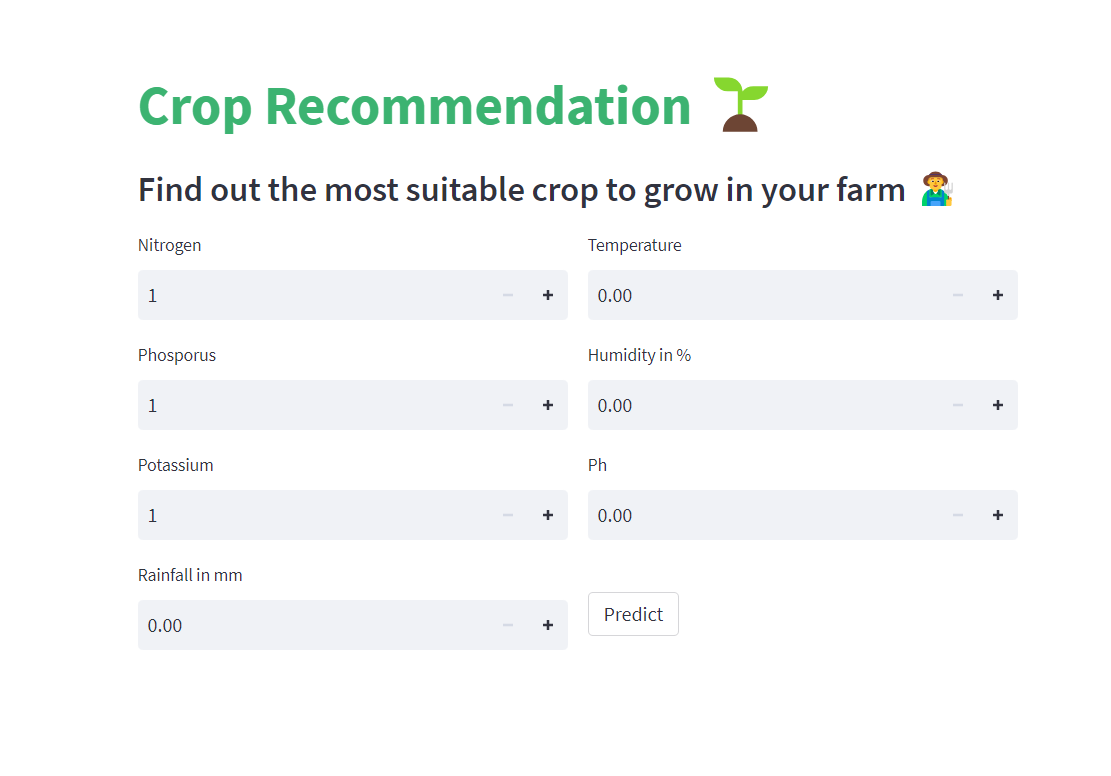 Crop Recommendation
Find out the most suitable crop to grow in your farm
Nitrogen
1
Temperature
0.00
Phosporus
1
Humidity in %
0.00
Potassium
1
Ph
0.00
Rainfall in mm
0.00
Predict